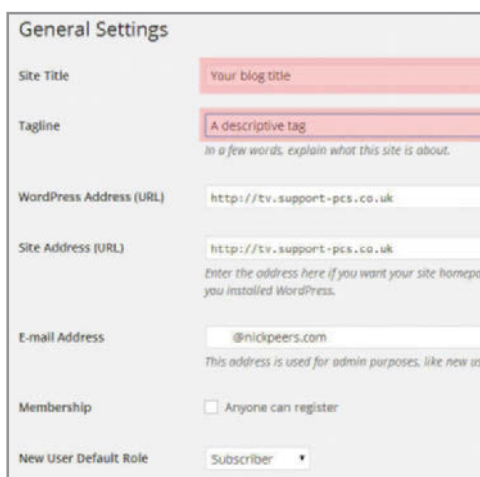 General Settings
Site Title
Your blog title
Tagline
A descriptive tag
In a few words, explain what this site is about.
WordPress Address (URL)
http://tv.support-pcs.co.uk
Site Address (URL)
http://tv.support-pcs.co.uk
Enter the address here if you want your site
you installed WordPress.
E-mail Address
@nickpeers.com
This address is used for admin purposes, like new
Membership
Anyone can register
New User Default Role
Subscriber